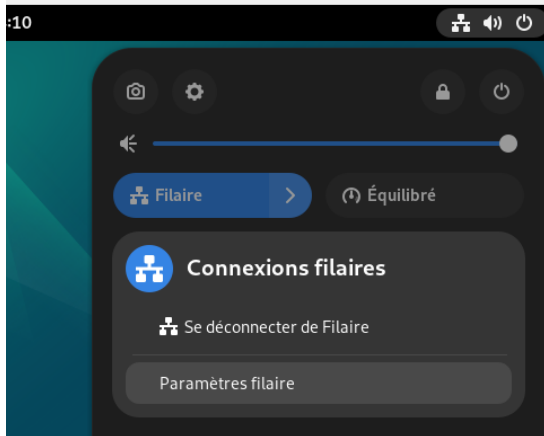 :10
Filaire
Équilibré
Connexions filaires
Se déconnecter de Filaire
Paramètres filaire